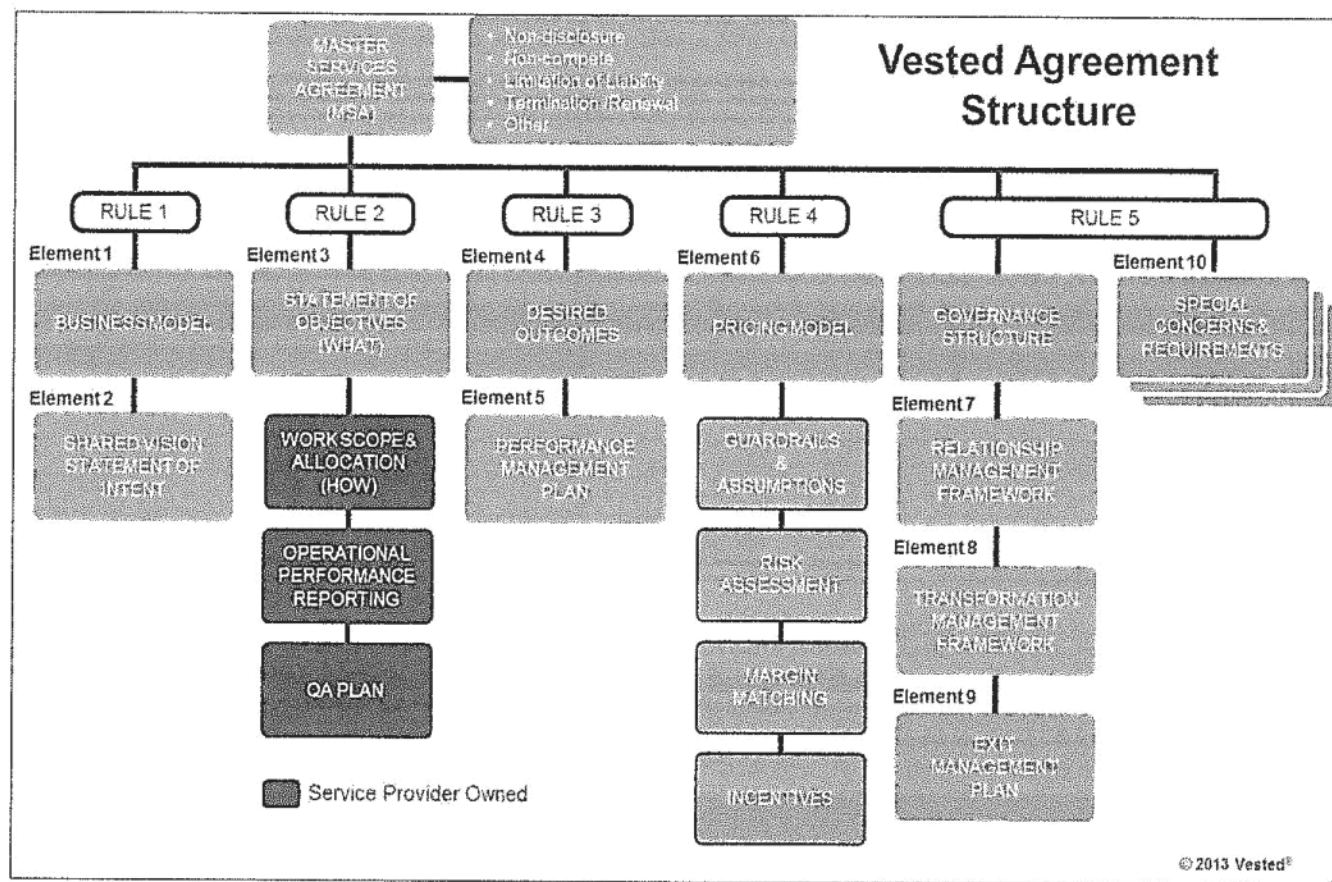 MASTER
SERVICES
AGREEMENT
(MSA)
• Non-disclosure
• Non-compete
• Limitation of Liability
• Termination /Renewal
• Other
Vested Agreement
Structure
RULE 1
RULE 2
RULE 3
RULE 4
RULE 5
Element 1
BUSINESS MODEL
Element 2
SHARED VISION
STATEMENT OF
INTENT
Element 3
STATEMENT OF
OBJECTIVES
(WHAT)
WORKSCOPE &
ALLOCATION
(HOW)
OPERATIONAL
PERFORMANCE
REPORTING
QA PLAN
Element 4
DESIRED
OUTCOMES
Element 5
PERFORMANCE
MANAGEMENT
PLAN
Element 6
PRICING MODEL
GUARDRAILS
&
ASSUMPTIONS
RISK
ASSESSMENT
MARGIN
MATCHING
INCENTIVES
GOVERNANCE
STRUCTURE
Element 7
RELATIONSHIP
MANAGEMENT
FRAMEWORK
Element 8
TRANSFORMATION
MANAGEMENT
FRAMEWORK
Element 9
EXIT
MANAGEMENT
PLAN
Element 10
SPECIAL
CONCERNS &
REQUIREMENTS
Service Provider Owned
© 2013 Vested®